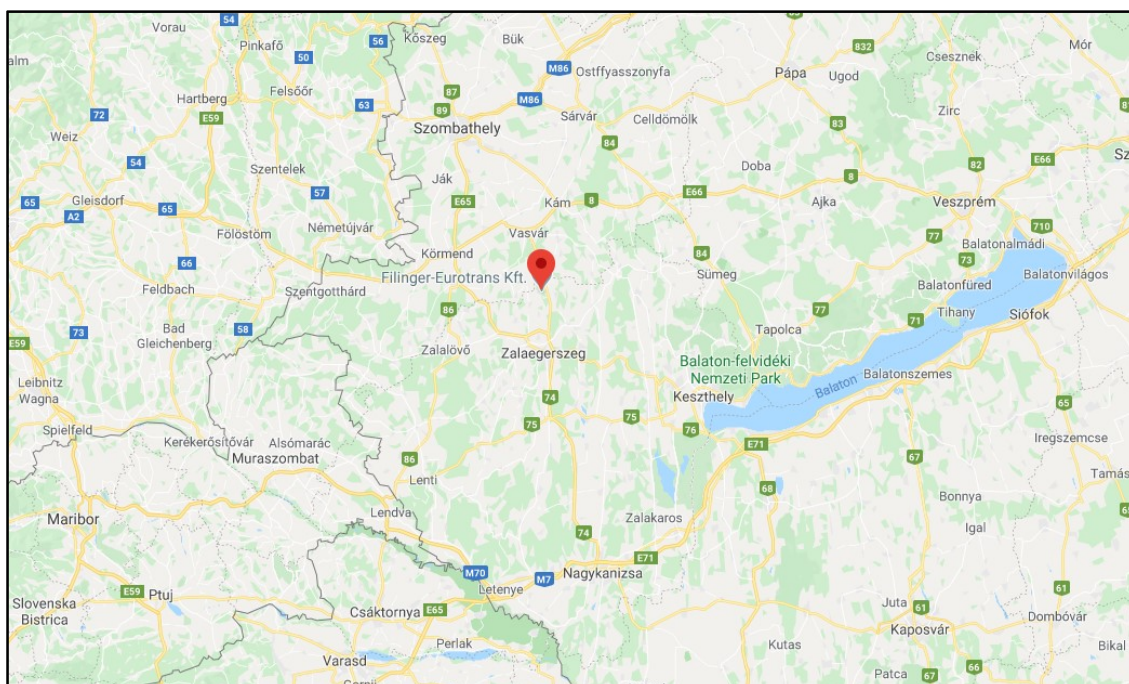 Vorau
54
Pinkafő
56
Kőszeg
Bük
M86
Ostffyasszonyfa
832
Csesznek
Mór
50
Pápa
Ugod
Hartberg
Felsőőr
87
M86
E59
63
89
Sárvár
Celldömölk
83
Zirc
72
Szombathely
Weiz
84
54
Szentelek
Doba
82
E66
57
Ják
E66
8
65
Gleisdorf
65
E65
Kám
8
Ajka
Veszprém
A2
Németújvár
710
Fölöstöm
Vasvár
77
Balatonalmádi
66
Körmend
84
73
Filinger-Eurotrans Kft.
Sümeg
Balatonvilágos
Feldbach
Szentgotthárd
Balatonfüred
86
77
Tihany
Siófok
73
Bad
Gleichenberg
58
71
E59
Zalalövő
Zalaegerszeg
Tapolca
Balaton-felvidéki
Nemzeti Park
Balaton
Balatonszemes
Leibnitz
Wagna
74
Keszthely
65
75
75
76
Spielfeld
Kerékerősítővár
Alsómarác
E71
Iregszemcse
Muraszombat
86
67
Lenti
68
Tamás
Bonnya
65
Maribor
Lendva
Zalakaros
Igal
74
E71
M70
M7
Nagykanizsa
E59
Ptuj
Letenye
61
Slovenska
Bistrica
Csáktornya
E65
Juta
61
Dombóvár
Kaposvár
Perlak
Kutas
Bikal
Varasd
66
Patca
67